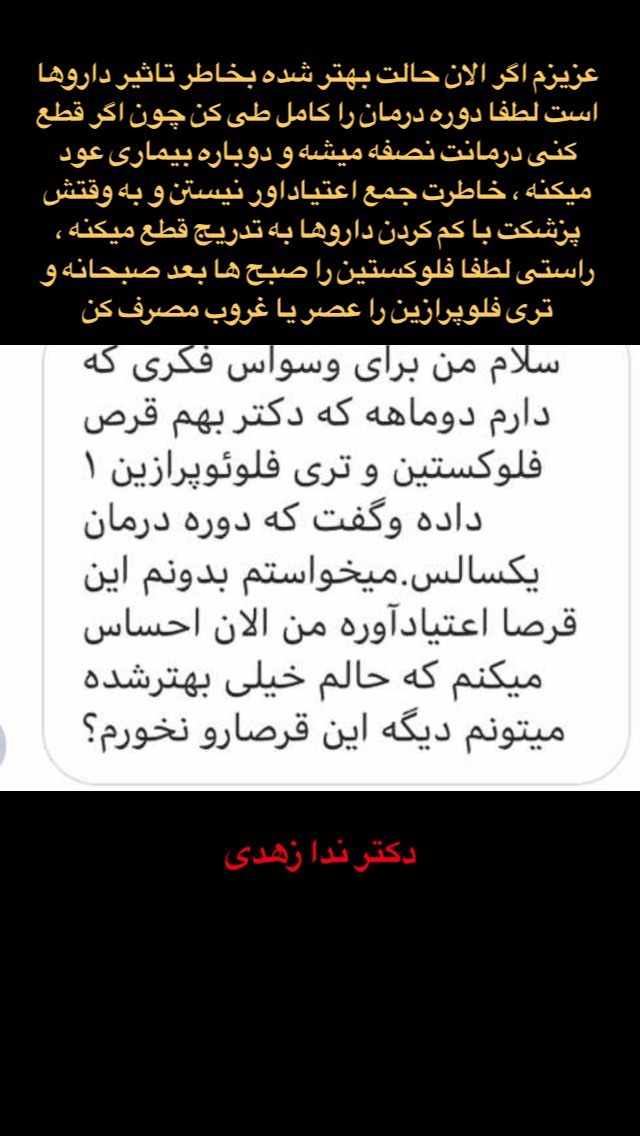 عزیزم اگر الان حالت بهتر شده بخاطر تاثیر داروها
است لطفا دوره درمان را کامل طی کن چون اگر قطع
کنی درمانت نصفه میشه و دوباره بیماری عود
میکنه ، خاطرت جمع اعتیاداور نیستن و به وقتش
پزشکت با کم کردن داروها به تدریج قطع میکنه ،
راستی لطفا فلوکستین را صبح ها بعد صبحانه و
تری فلوپرازین را عصر یا غروب مصرف کن
سلام من برای وسواس فکری که
دارم دوماهه که دکتر بهم قرص
فلوکستین و تری فلوئوپرازین ۱
داده وگفت که دوره درمان
یکسالس.میخواستم بدونم این
قرصا اعتیادآوره من الان احساس
میکنم که حالم خیلی بهترشده
میتونم دیگه این قرصارو نخورم؟
دکتر ندا زهدی